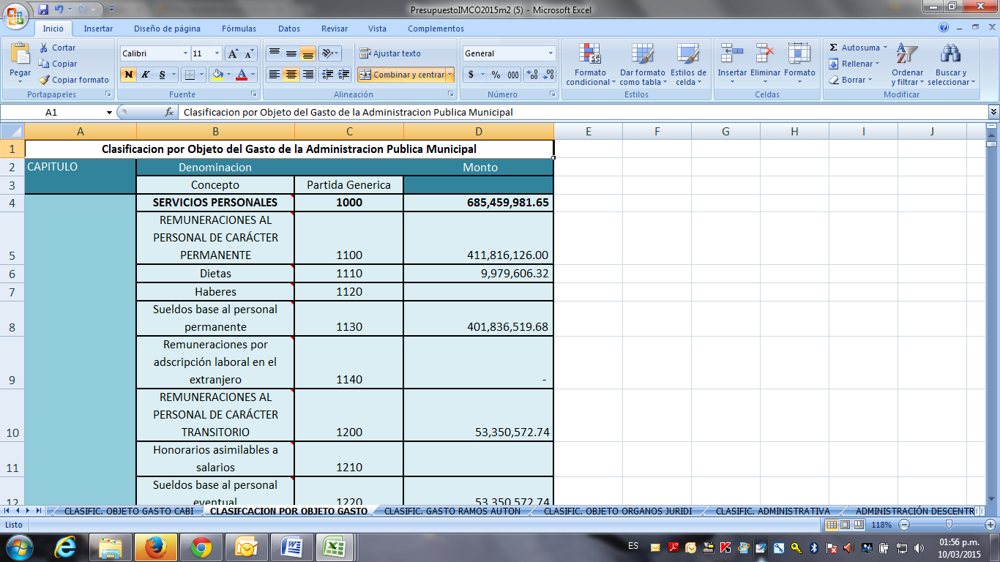 PresupuestoIMCO2015m2 (5) - Microsoft Excel
Inicio Insertar Diseño de página Fórmulas Datos Revisar Vista Complementos
Pegar
Cortar
Copiar
Copiar formato
Portapapeles
Calibri 11
N K S
Fuente
Ajustar texto
Combinar y centrar
Alineación
General
$ % 000
Número
Formato condicional
Dar formato como tabla
Estilos de celda
Estilos
Insertar Eliminar Formato
Celdas
Autosuma
Rellenar
Borrar
Ordenar y filtrar
Buscar y seleccionar
Modificar
A1 fx Clasificacion por Objeto del Gasto de la Administracion Publica Municipal
A B C D E F G H I J
1 Clasificacion por Objeto del Gasto de la Administracion Publica Municipal
2 CAPITULO Denominacion Monto
3 Concepto Partida Generica
4 SERVICIOS PERSONALES 1000 685,459,981.65
REMUNERACIONES AL
PERSONAL DE CARÁCTER
5 PERMANENTE 1100 411,816,126.00
6 Dietas 1110 9,979,606.32
7 Haberes 1120
Sueldos base al personal
8 permanente 1130 401,836,519.68
Remuneraciones por
adscripción laboral en el
9 extranjero 1140 -
REMUNERACIONES AL
PERSONAL DE CARÁCTER
10 TRANSITORIO 1200 53,350,572.74
Honorarios asimilables a
11 salarios 1210
Sueldos base al personal
12 eventual 1220 53,350,572.74
CLASIFIC. OBJETO GASTO CABI CLASIFCACION POR OBJETO GASTO CLASIFIC. GASTO RAMOS AUTON CLASIFIC. OBJETO ORGANOS JURIDI CLASIFIC. ADMINISTRATIVA ADMINISTRACIÓN DESCENTR
Listo 118%
ES 01:56 p.m.
10/03/2015